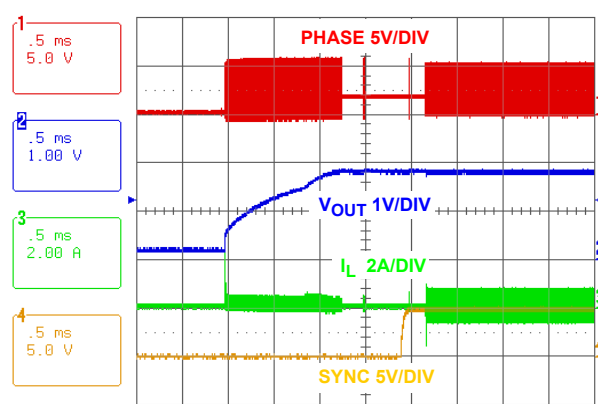 1
.5 ms
5.0 V
2
.5 ms
1.00 V
3
.5 ms
2.00 A
4
.5 ms
5.0 V
PHASE 5V/DIV
VOUT 1V/DIV
IL 2A/DIV
SYNC 5V/DIV